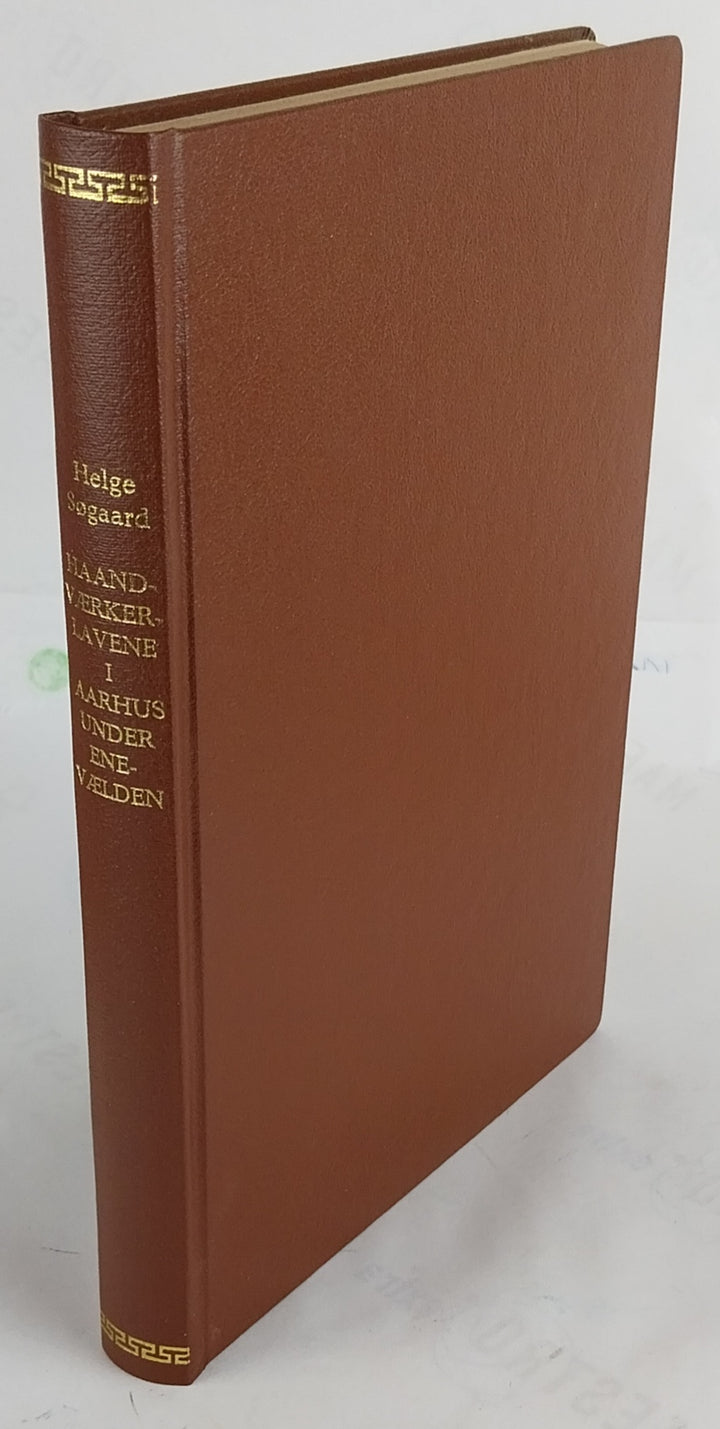 Helge
Søgaard
HAAND-
VÆRKER-
LAVENE
I
AARHUS
UNDER
ENE-
VÆLDEN